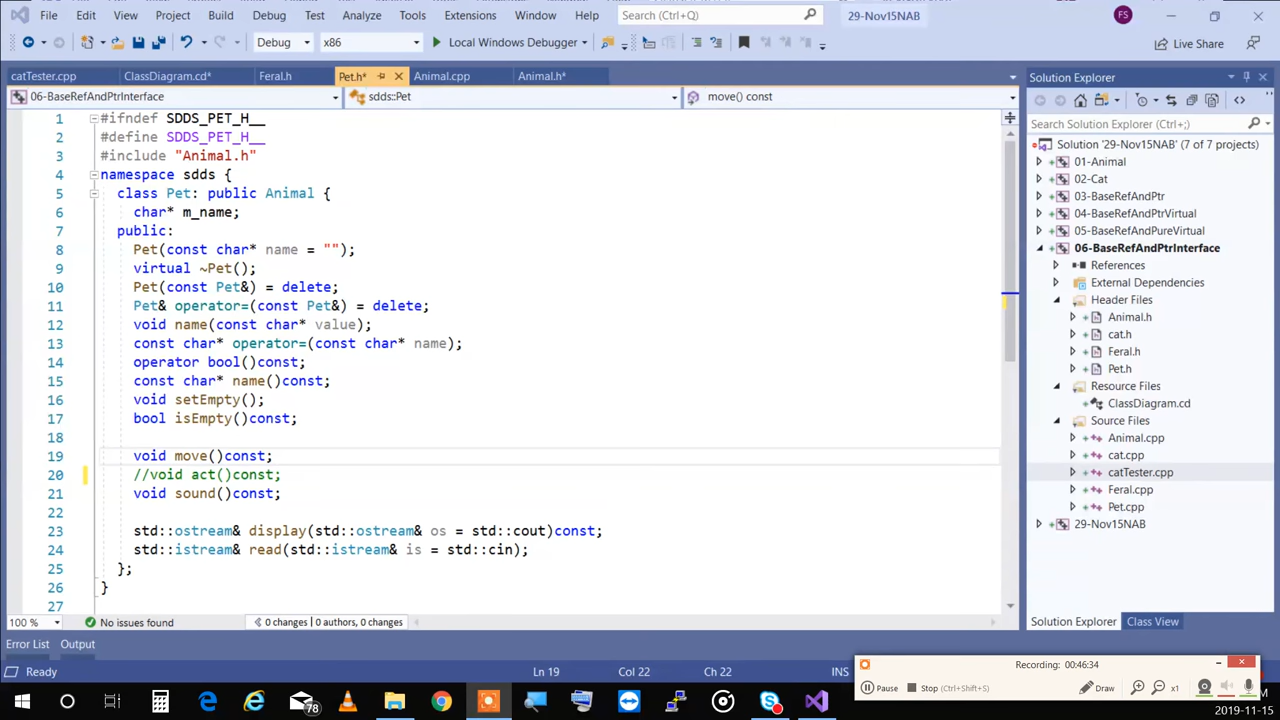 File Edit View Project Build Debug Test Analyze Tools Extensions Window Help Search (Ctrl+Q) 29-Nov15NAB FS
Debug x86 Local Windows Debugger Live Share
catTester.cpp ClassDiagram.cd* Feral.h Pet.h* Animal.cpp Animal.h*
06-BaseRefAndPtrInterface sdds::Pet move() const
1 #ifndef SDDS_PET_H__
2 #define SDDS_PET_H__
3 #include "Animal.h"
4 namespace sdds {
5 class Pet: public Animal {
6 char* m_name;
7 public:
8 Pet(const char* name = "");
9 virtual ~Pet();
10 Pet(const Pet&) = delete;
11 Pet& operator=(const Pet&) = delete;
12 void name(const char* value);
13 const char* operator=(const char* name);
14 operator bool()const;
15 const char* name()const;
16 void setEmpty();
17 bool isEmpty()const;
18
19 void move()const;
20 //void act()const;
21 void sound()const;
22
23 std::ostream& display(std::ostream& os = std::cout)const;
24 std::istream& read(std::istream& is = std::cin);
25 };
26 }
27
100 % No issues found 0 changes | 0 authors, 0 changes
Error List Output
Ready Ln 19 Col 22 Ch 22 INS
Solution Explorer
Search Solution Explorer (Ctrl+;)
Solution '29-Nov15NAB' (7 of 7 projects)
01-Animal
02-Cat
03-BaseRefAndPtr
04-BaseRefAndPtrVirtual
05-BaseRefAndPureVirtual
06-BaseRefAndPtrInterface
References
External Dependencies
Header Files
Animal.h
cat.h
Feral.h
Pet.h
Resource Files
ClassDiagram.cd
Source Files
Animal.cpp
cat.cpp
catTester.cpp
Feral.cpp
Pet.cpp
29-Nov15NAB
Solution Explorer Class View
Recording: 00:46:34
Pause Stop (Ctrl+Shift+S) Draw x1
78
2019-11-15